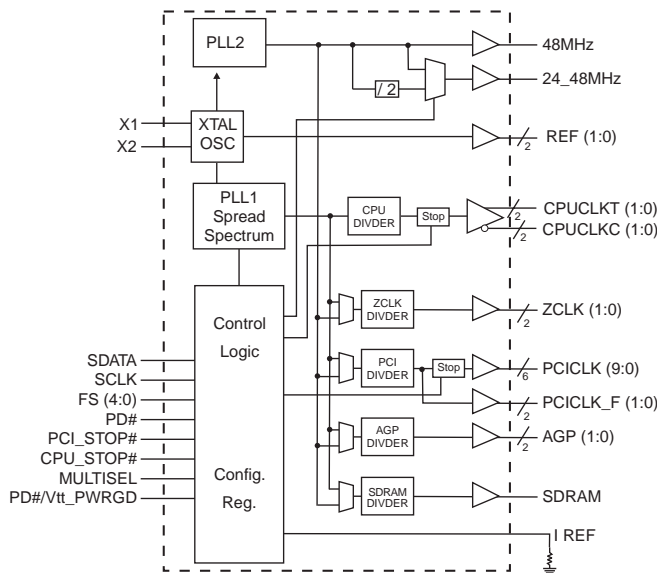 PLL2
48MHz
/ 2
24_48MHz
X1
X2
XTAL
OSC
2
REF (1:0)
PLL1
Spread
Spectrum
CPU
DIVDER
Stop
2
CPUCLKT (1:0)
2
CPUCLKC (1:0)
Control
Logic
ZCLK
DIVDER
2
ZCLK (1:0)
SDATA
SCLK
FS (4:0)
PD#
PCI_STOP#
CPU_STOP#
MULTISEL
PD#/Vtt_PWRGD
PCI
DIVDER
Stop
6
PCICLK (9:0)
2
PCICLK_F (1:0)
AGP
DIVDER
2
AGP (1:0)
Config.
Reg.
SDRAM
DIVDER
SDRAM
I REF